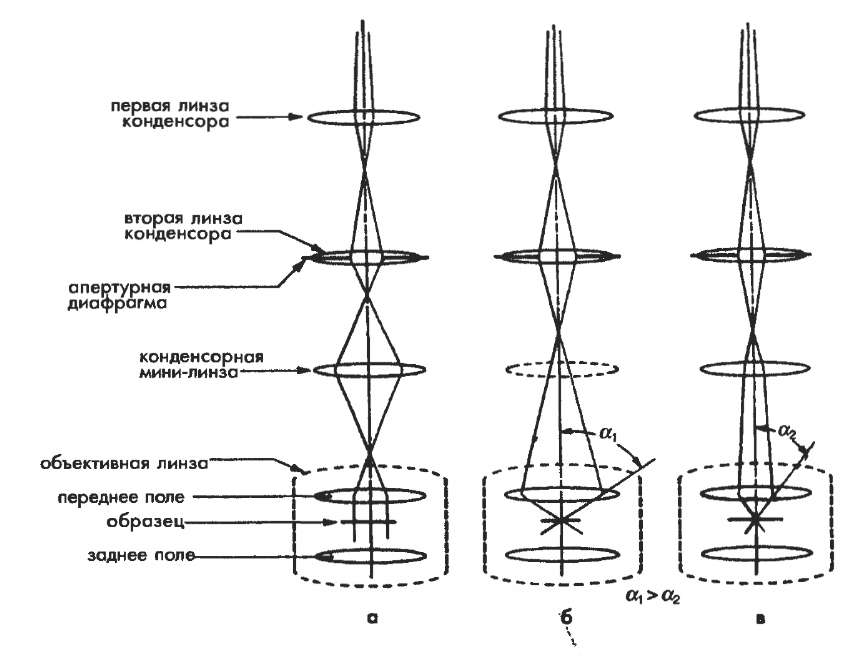 первая линза
конденсора
вторая линза
конденсора
апертурная
диафрагма
конденсорная
мини-линза
α₁
α₂
объективная линза
переднее поле
образец
заднее поле
α₁>α₂
а
б
в